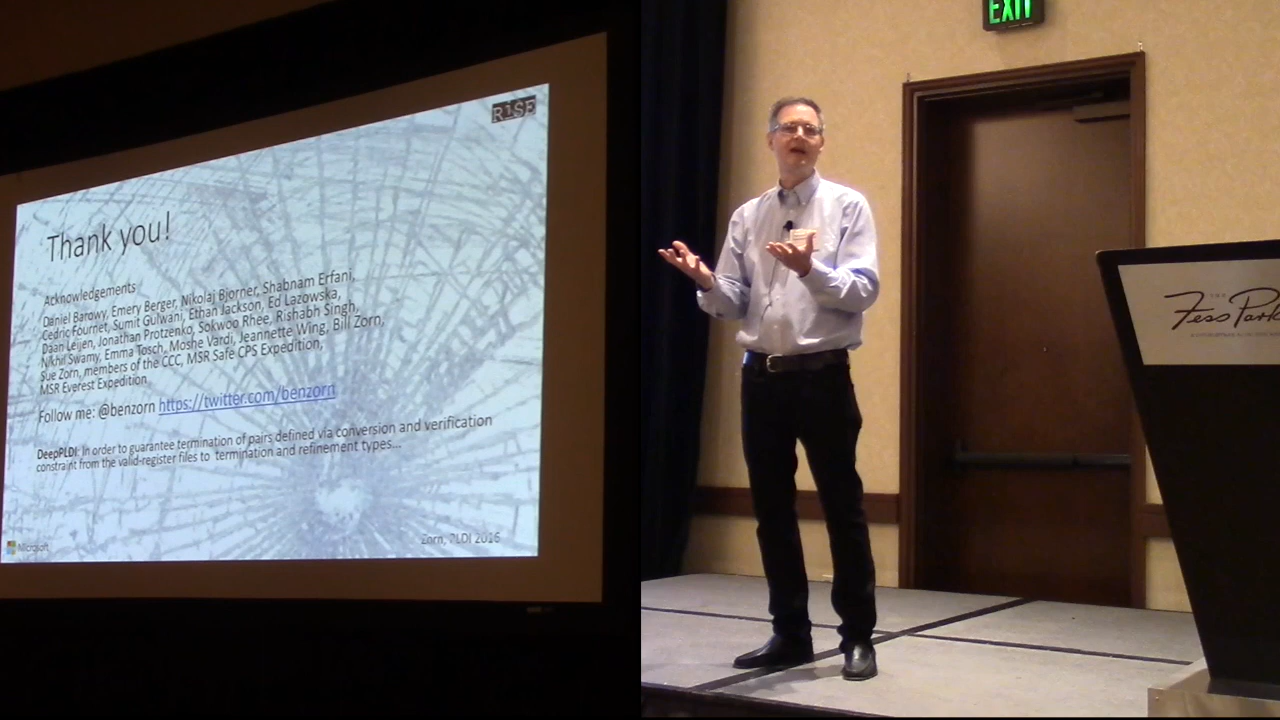 RiSE
Thank you!
Acknowledgements
Daniel Barowy, Emery Berger, Nikolaj Bjorner, Shabnam Erfani,
Cedric Fournet, Sumit Gulwani, Ethan Jackson, Ed Lazowska,
Daan Leijen, Jonathan Protzenko, Sokwoo Rhee, Rishabh Singh,
Nikhil Swamy, Emma Tosch, Moshe Vardi, Jeannette Wing, Bill Zorn,
Sue Zorn, members of the CCC, MSR Safe CPS Expedition,
MSR Everest Expedition
Follow me: @benzorn https://twitter.com/benzorn
DeepPLDI: In order to guarantee termination of pairs defined via conversion and verification
constraint from the valid-register files to termination and refinement types...
Microsoft
Zorn, PLDI 2016
EXIT
THE
Fess Park